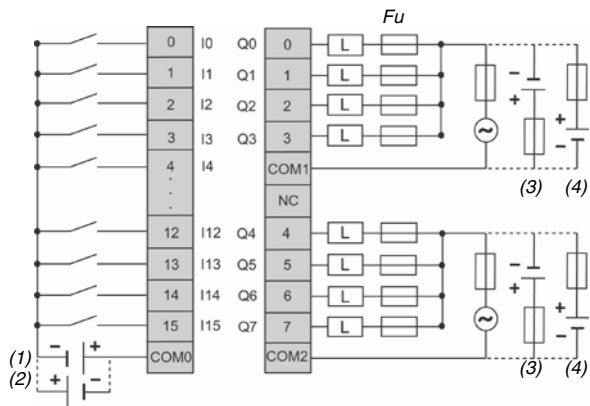 Fu
0 I0 Q0 0 L
1 I1 Q1 1 L
2 I2 Q2 2 L
3 I3 Q3 3 L
4 I4 COM1
NC
12 I12 Q4 4 L
13 I13 Q5 5 L
14 I14 Q6 6 L
15 I15 Q7 7 L
COM0 COM2
~ - + + -
(3) (4)
~ - + + -
(3) (4)
(1) - +
(2) + -